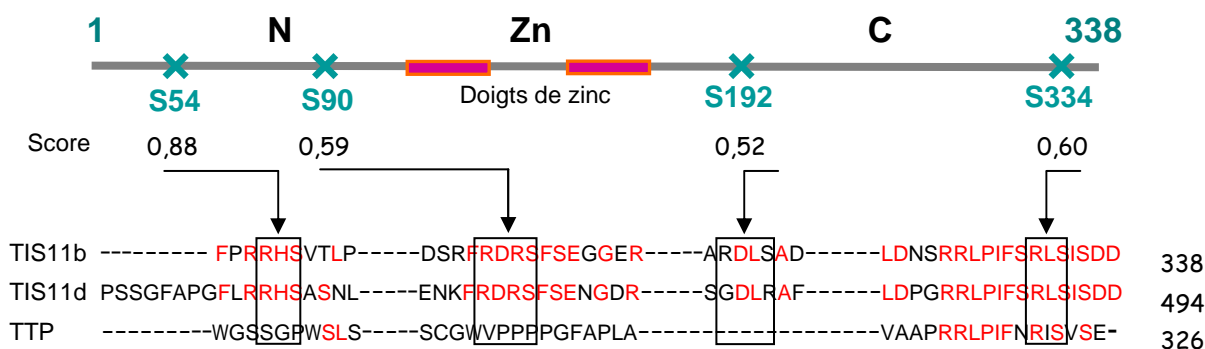 1 N Zn C 338
S54 S90 Doigts de zinc S192 S334
Score 0,88 0,59 0,52 0,60
TIS11b ---------- FPRRHSVTLP------DSRFRDRSFSEGGER------ARDLSAD-------LDNSRRLPIFSRLSISDD 338
TIS11d PSSGFAPGFLRRHSASNL------ENKFRDRSFSENGDR------SGDLRAF------LDPGRRLPIFSRLSISDD 494
TTP ----------WGSSGPWSLS-----SCGWVPPPPGFAPLA-------------------------VAAPRRLPIFNRISVSE- 326